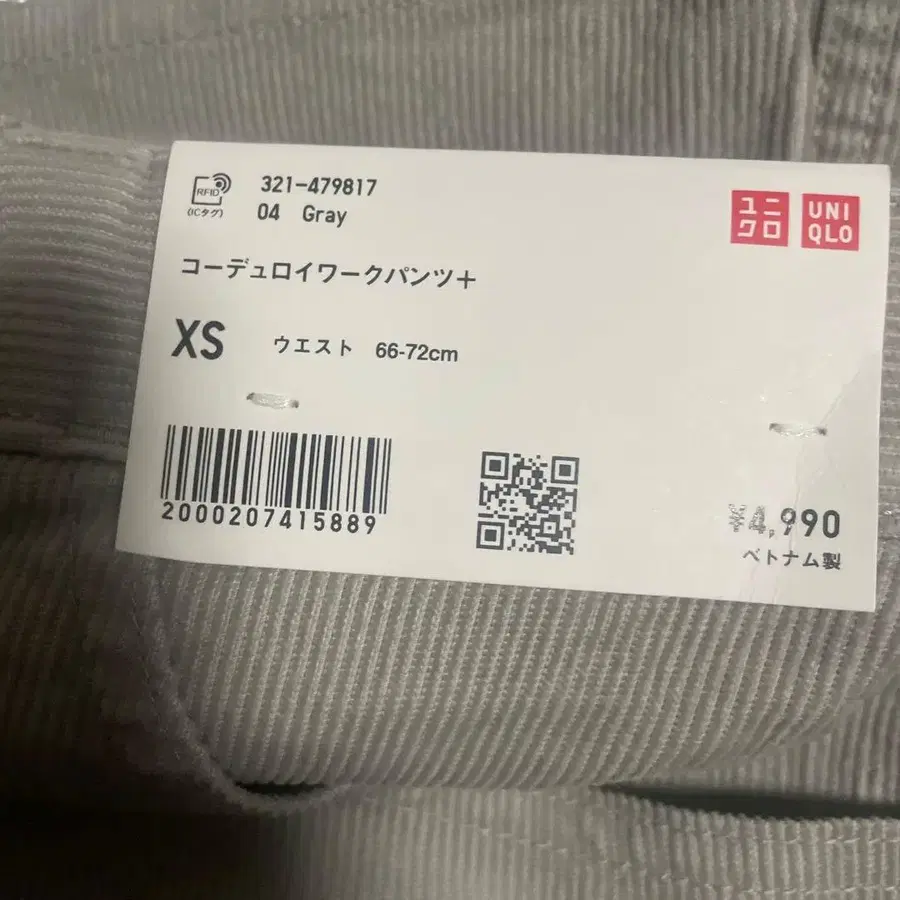 RFID
(ICタグ)
321-479817
04 Gray
ユニ
クロ
UNI
QLO
コーデュロイワークパンツ+
XS ウエスト 66-72cm
2000207415889
¥4,990
ベトナム製